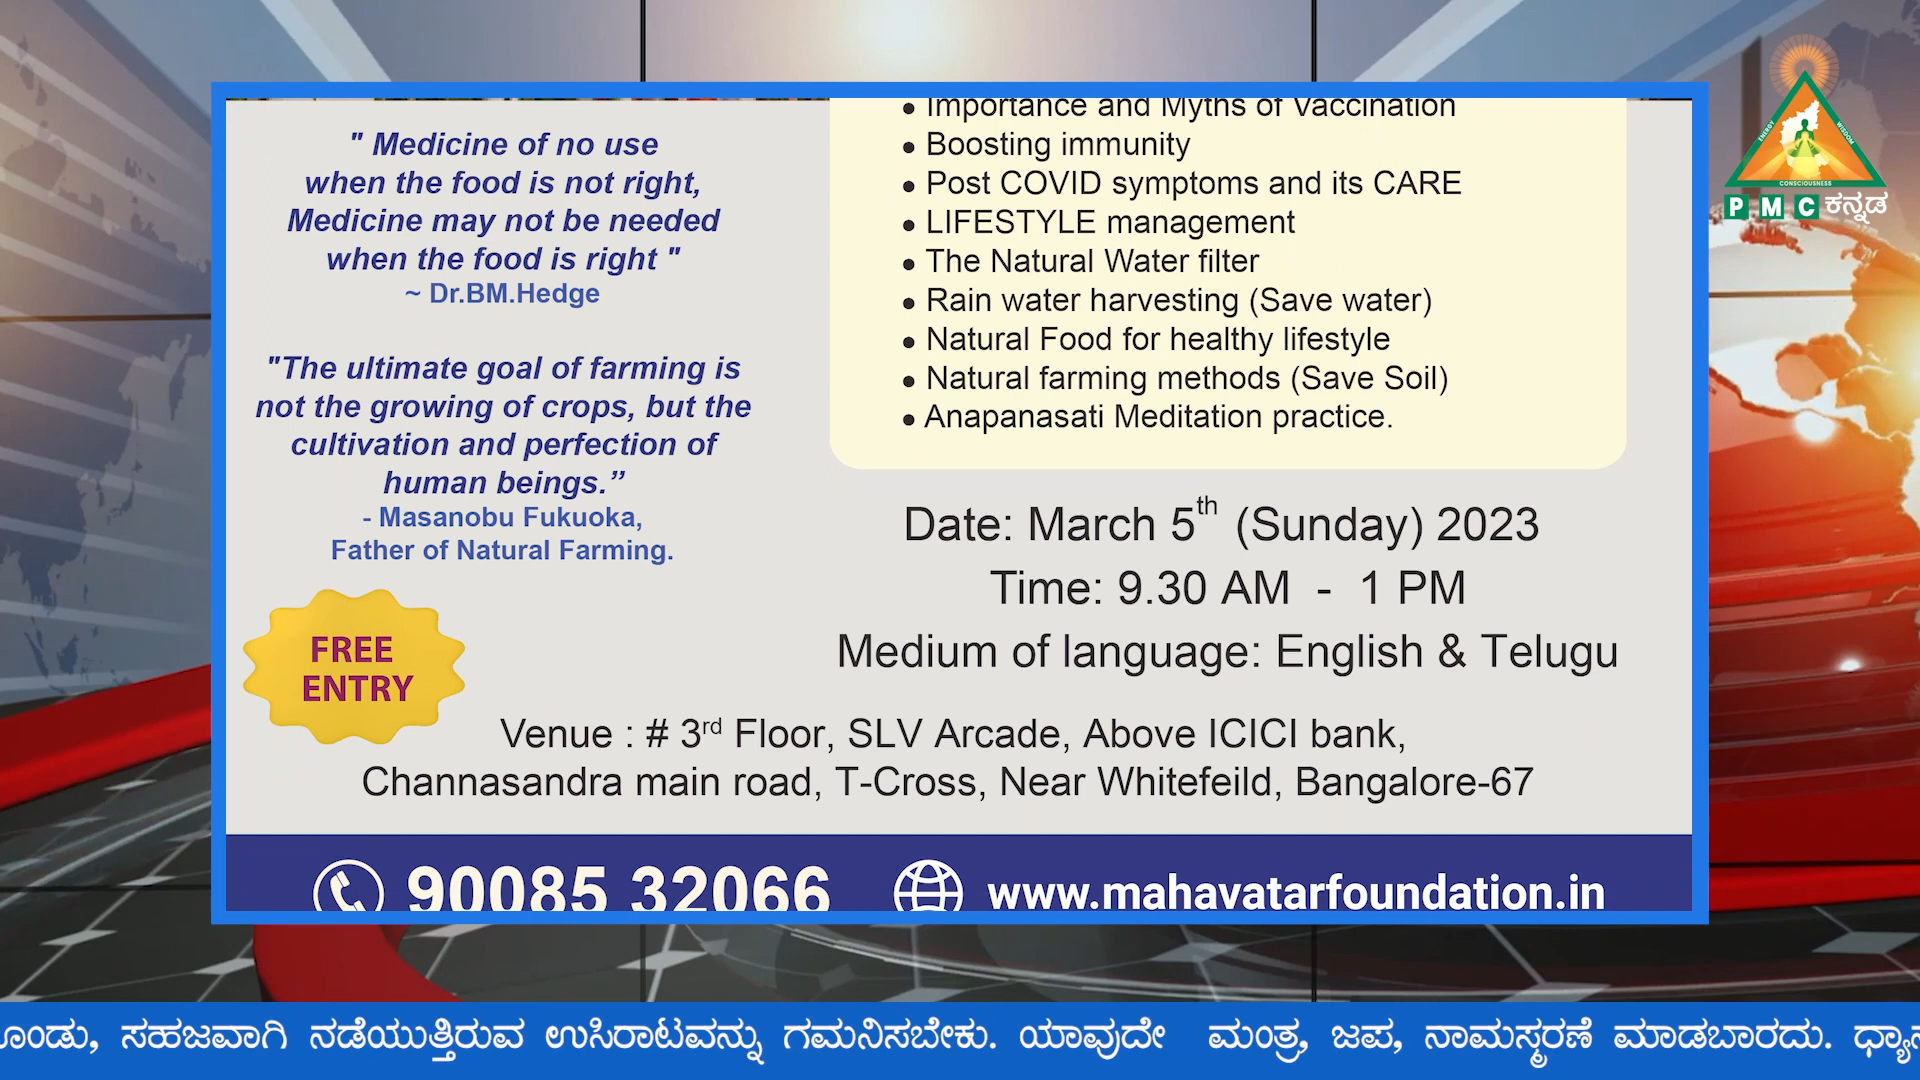 " Medicine of no use
when the food is not right,
Medicine may not be needed
when the food is right "
~ Dr.BM.Hedge
"The ultimate goal of farming is
not the growing of crops, but the
cultivation and perfection of
human beings.”
- Masanobu Fukuoka,
Father of Natural Farming.
FREE
ENTRY
• Importance and Myths of Vaccination
• Boosting immunity
• Post COVID symptoms and its CARE
• LIFESTYLE management
• The Natural Water filter
• Rain water harvesting (Save water)
• Natural Food for healthy lifestyle
• Natural farming methods (Save Soil)
• Anapanasati Meditation practice.
Date: March 5th (Sunday) 2023
Time: 9.30 AM - 1 PM
Medium of language: English & Telugu
Venue : # 3rd Floor, SLV Arcade, Above ICICI bank,
Channasandra main road, T-Cross, Near Whitefeild, Bangalore-67
90085 32066 www.mahavatarfoundation.in
ENERGY WISDOM
CONSCIOUSNESS
PMC ಕನ್ನಡ
ಸಹಜವಾಗಿ ನಡೆಯುತ್ತಿರುವ ಉಸಿರಾಟವನ್ನು ಗಮನಿಸಬೇಕು. ಯಾವುದೇ ಮಂತ್ರ, ಜಪ, ನಾಮಸ್ಮರಣೆ ಮಾಡಬಾರದು.